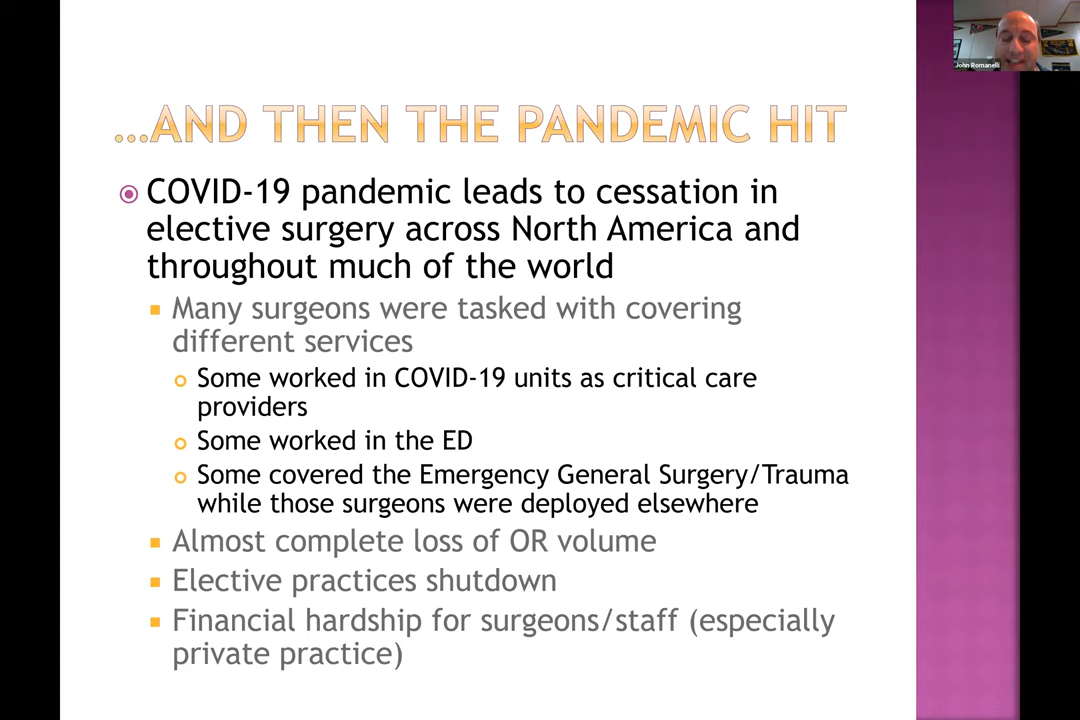 …AND THEN THE PANDEMIC HIT
COVID-19 pandemic leads to cessation in
elective surgery across North America and
throughout much of the world
Many surgeons were tasked with covering
different services
Some worked in COVID-19 units as critical care
providers
Some worked in the ED
Some covered the Emergency General Surgery/Trauma
while those surgeons were deployed elsewhere
Almost complete loss of OR volume
Elective practices shutdown
Financial hardship for surgeons/staff (especially
private practice)
John Romanelli